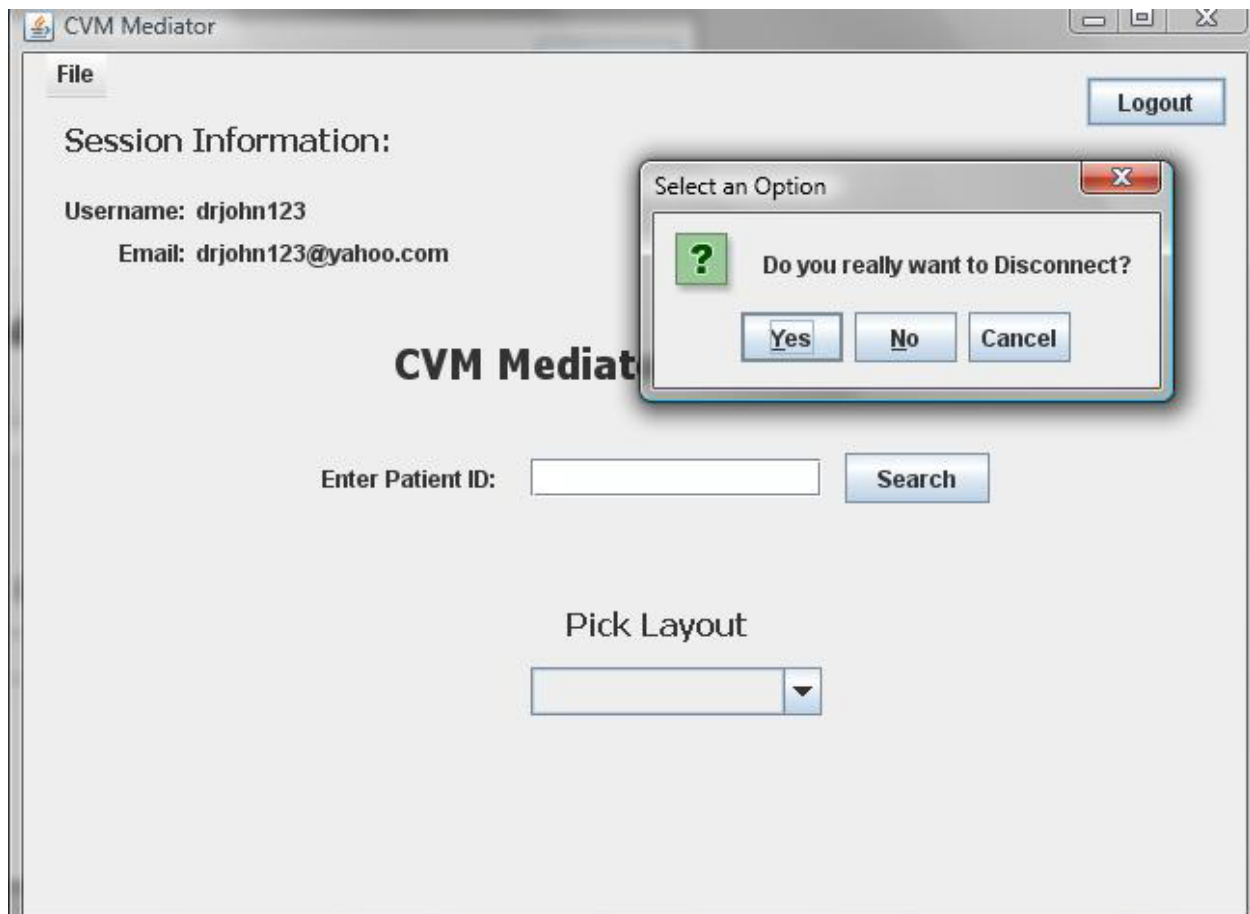 CVM Mediator
File
Logout
Session Information:
Username: drjohn123
Email: drjohn123@yahoo.com
Select an Option
?
Do you really want to Disconnect?
Yes No Cancel
CVM Mediat
Enter Patient ID:
Search
Pick Layout